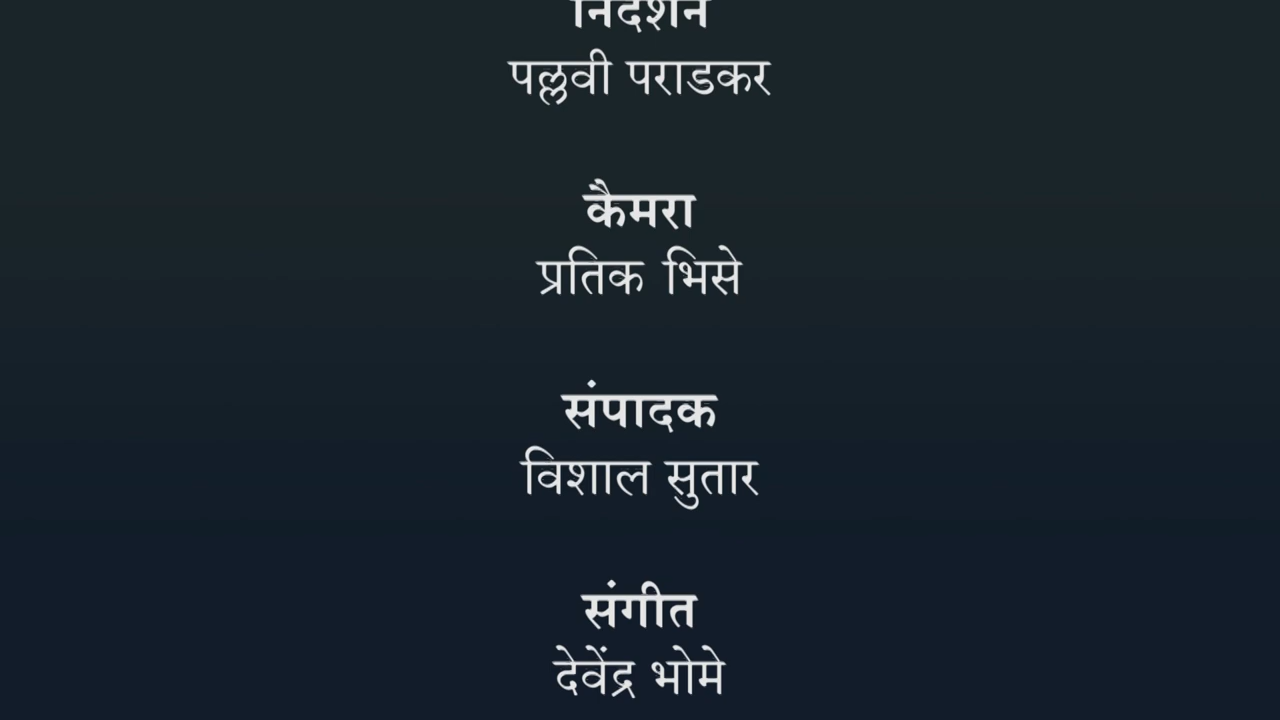 निर्देशन
पल्लवी पराडकर
कैमरा
प्रतिक भिसे
संपादक
विशाल सुतार
संगीत
देवेंद्र भोमे